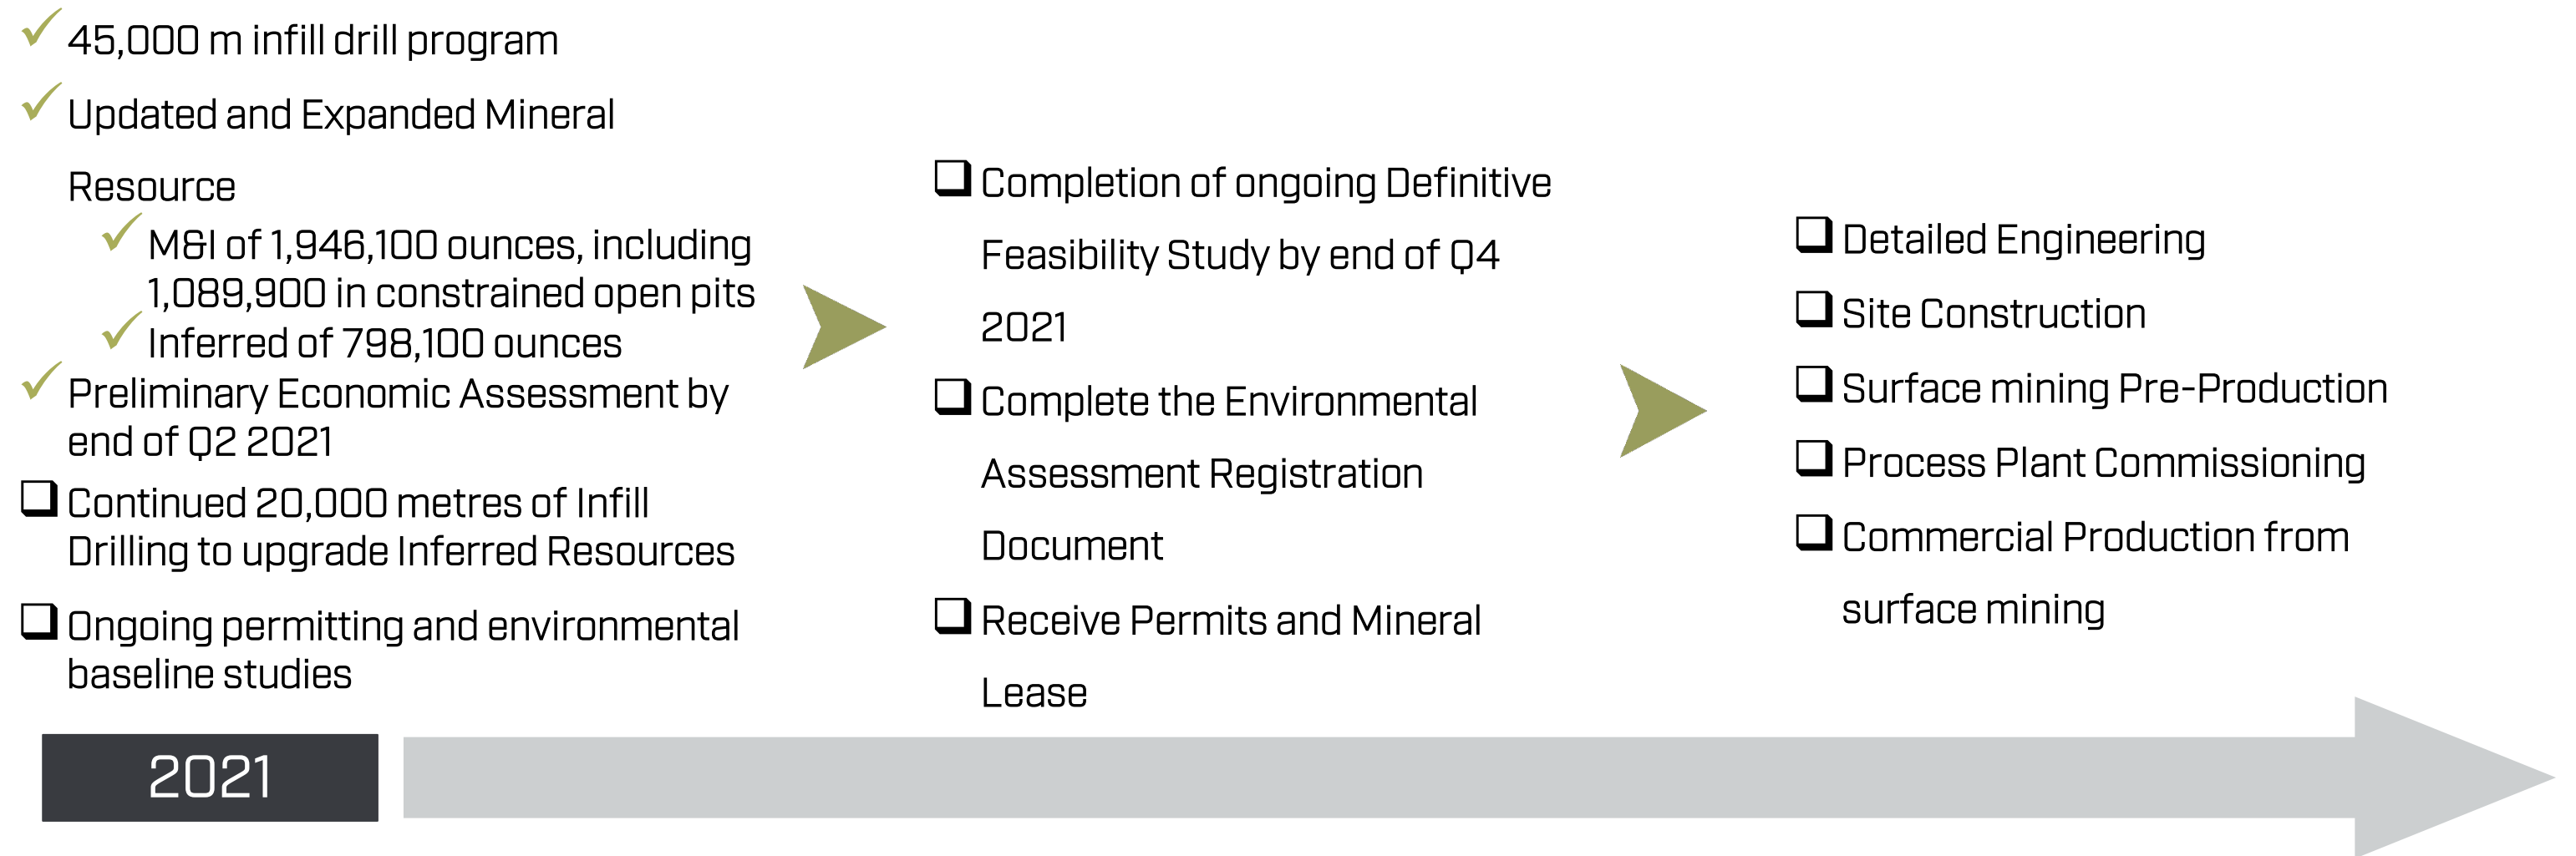 45,000 m infill drill program
Updated and Expanded Mineral
Resource
M&I of 1,946,100 ounces, including
1,089,900 in constrained open pits
Inferred of 798,100 ounces
Preliminary Economic Assessment by
end of Q2 2021
Continued 20,000 metres of Infill
Drilling to upgrade Inferred Resources
Ongoing permitting and environmental
baseline studies
Completion of ongoing Definitive
Feasibility Study by end of Q4
2021
Complete the Environmental
Assessment Registration
Document
Receive Permits and Mineral
Lease
Detailed Engineering
Site Construction
Surface mining Pre-Production
Process Plant Commissioning
Commercial Production from
surface mining
2021